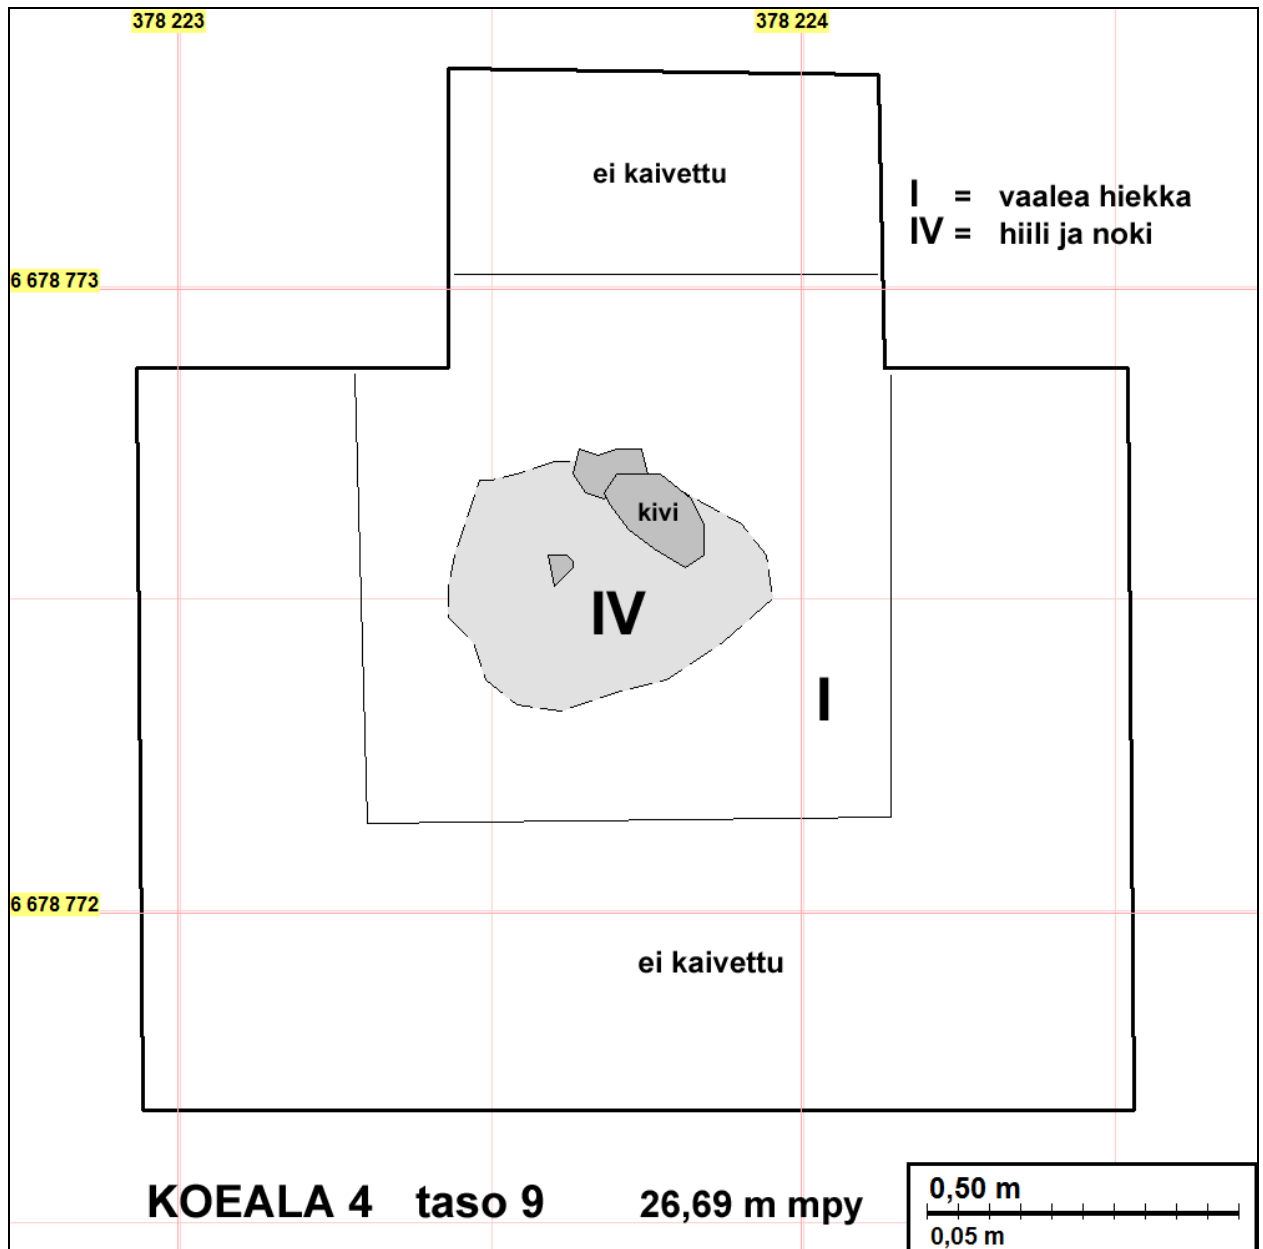 378 223
378 224
ei kaivettu
I = vaalea hiekka
IV = hiili ja noki
6 678 773
kivi
IV
I
6 678 772
ei kaivettu
KOEALA 4 taso 9 26,69 m mpy
0,50 m
0,05 m